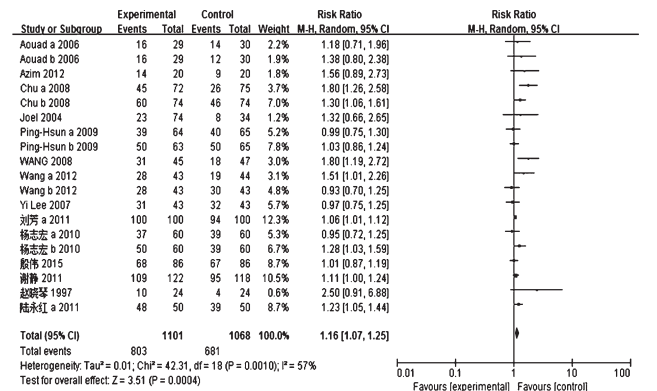 Experimental Control Risk Ratio Risk Ratio
Study or Subgroup Events Total Events Total Weight M-H, Random, 95% CI M-H, Random, 95% CI
Aouad a 2006 16 29 14 30 2.2% 1.18 [0.71, 1.96]
Aouad b 2006 16 29 12 30 1.9% 1.38 [0.80, 2.38]
Azim 2012 14 20 9 20 1.8% 1.56 [0.89, 2.73]
Chu a 2008 45 72 26 75 3.8% 1.80 [1.26, 2.58]
Chu b 2008 60 74 46 74 7.2% 1.30 [1.06, 1.61]
Joel 2004 23 74 8 34 1.3% 1.32 [0.66, 2.65]
Ping-Hsun a 2009 39 64 40 65 5.2% 0.99 [0.75, 1.30]
Ping-Hsun b 2009 50 63 50 65 8.1% 1.03 [0.86, 1.24]
WANG 2008 31 45 18 47 3.1% 1.80 [1.19, 2.72]
Wang a 2012 28 43 19 44 3.2% 1.51 [1.01, 2.26]
Wang b 2012 28 43 30 43 4.7% 0.93 [0.70, 1.25]
Yi Lee 2007 31 43 32 43 5.6% 0.97 [0.75, 1.25]
刘芳 a 2011 100 100 94 100 12.3% 1.06 [1.01, 1.12]
杨志宏 a 2010 37 60 39 60 5.1% 0.95 [0.72, 1.25]
杨志宏 b 2010 50 60 39 60 6.9% 1.28 [1.03, 1.59]
殷伟 2015 68 86 67 86 9.3% 1.01 [0.87, 1.19]
谢静 2011 109 122 95 118 11.1% 1.11 [1.00, 1.24]
赵晓琴 1997 10 24 4 24 0.6% 2.50 [0.91, 6.88]
陆永红 a 2011 48 50 39 50 8.9% 1.23 [1.05, 1.44]
Total (95% CI) 1101 1068 100.0% 1.16 [1.07, 1.25]
Total events 803 681
Heterogeneity: Tau² = 0.01; Chi² = 42.31, df = 18 (P = 0.0010); I² = 57%
Test for overall effect: Z = 3.51 (P = 0.0004)
0.01 0.1 1 10 100
Favours [experimental] Favours [control]